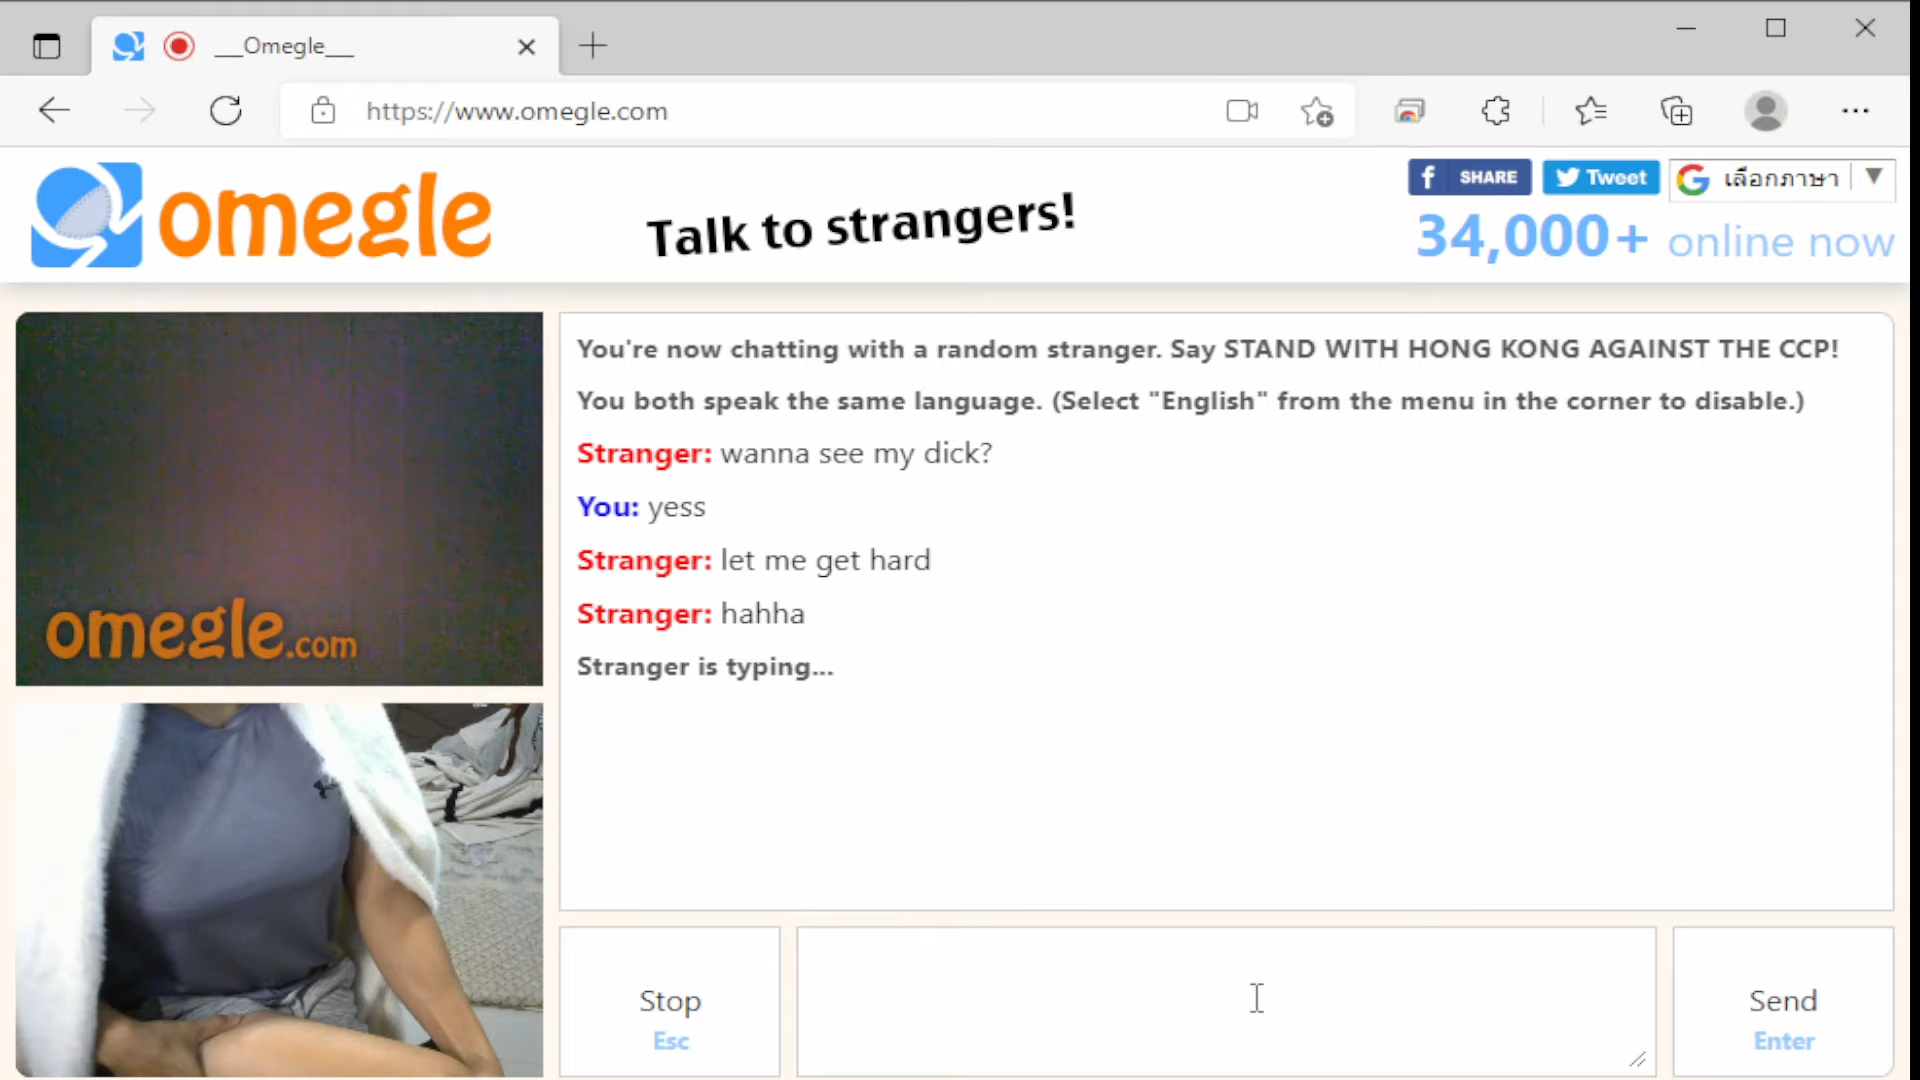 ___Omegle___
https://www.omegle.com
omegle
Talk to strangers!
f SHARE
Tweet
G เลือกภาษา ▼
34,000+ online now
omegle.com
You're now chatting with a random stranger. Say STAND WITH HONG KONG AGAINST THE CCP!
You both speak the same language. (Select "English" from the menu in the corner to disable.)
Stranger: wanna see my dick?
You: yess
Stranger: let me get hard
Stranger: hahha
Stranger is typing...
Stop
Esc
Send
Enter